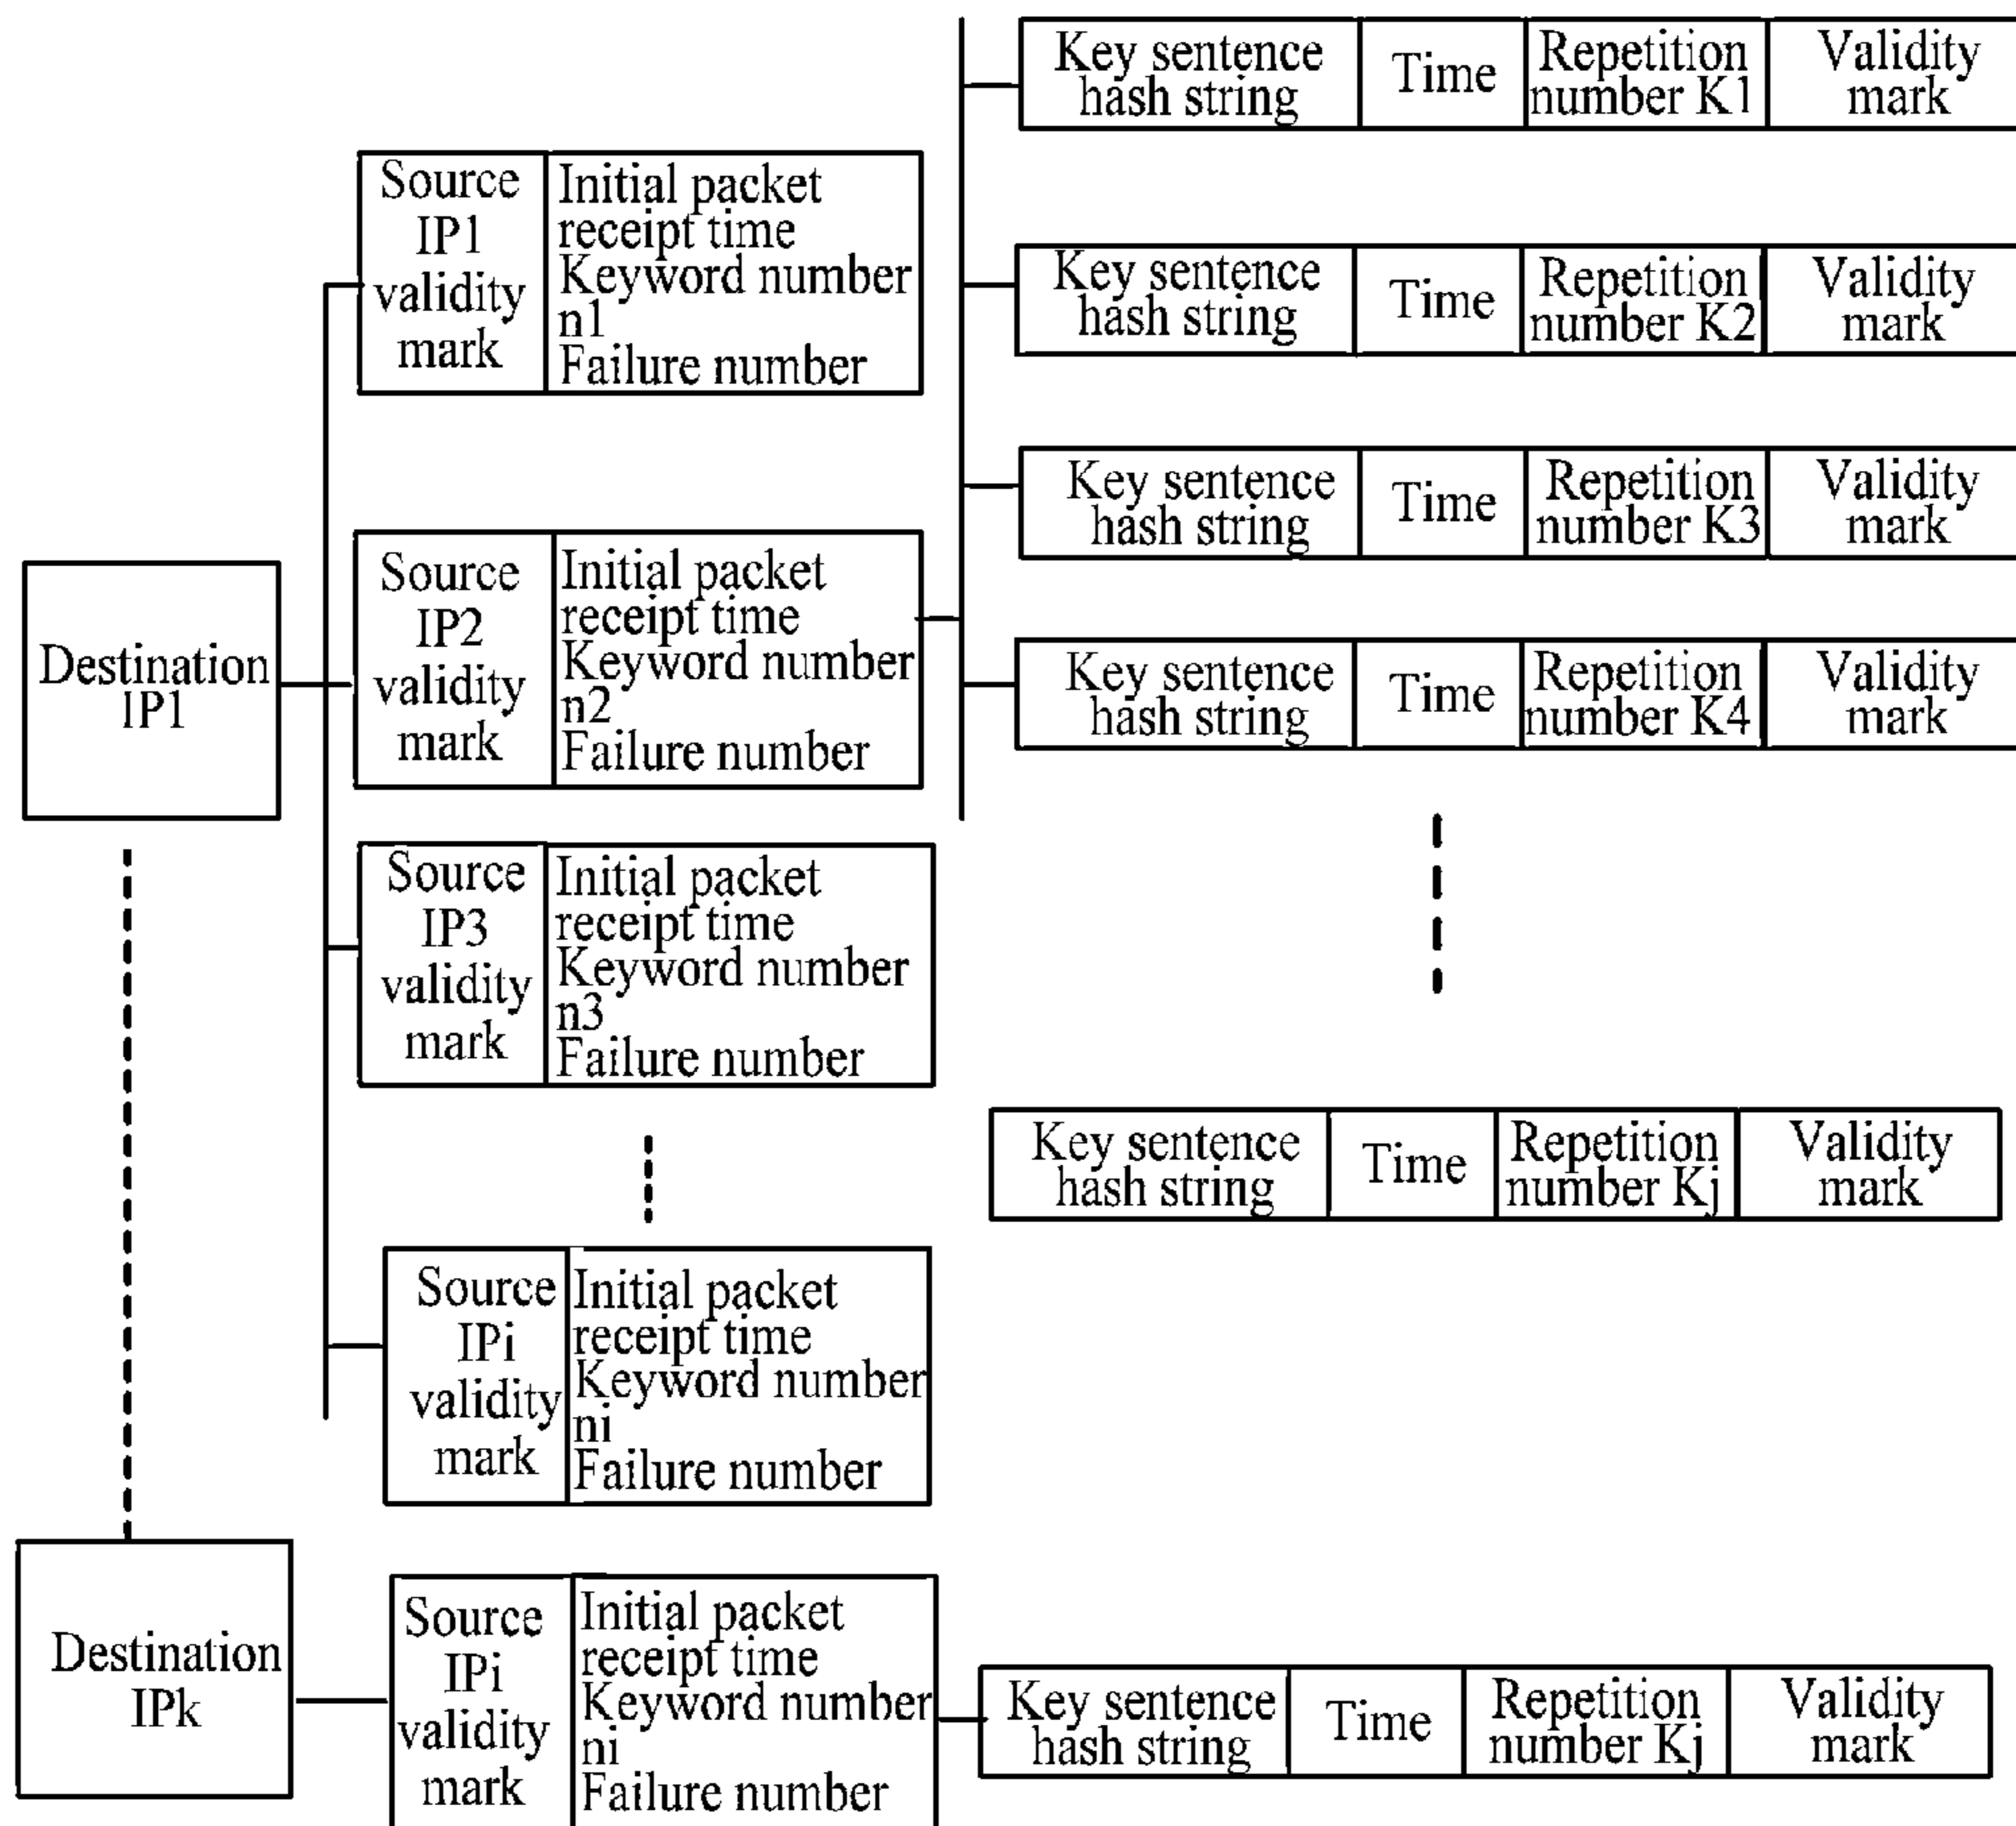 Key sentence
hash string
Time
Repetition
number K1
Validity
mark
Source
IP1
validity
mark
Initial packet
receipt time
Keyword number
n1
Failure number
Key sentence
hash string
Time
Repetition
number K2
Validity
mark
Key sentence
hash string
Time
Repetition
number K3
Validity
mark
Destination
IP1
Source
IP2
validity
mark
Initial packet
receipt time
Keyword number
n2
Failure number
Key sentence
hash string
Time
Repetition
number K4
Validity
mark
Source
IP3
validity
mark
Initial packet
receipt time
Keyword number
n3
Failure number
Key sentence
hash string
Time
Repetition
number Kj
Validity
mark
Source
IPi
validity
mark
Initial packet
receipt time
Keyword number
ni
Failure number
Destination
IPk
Source
IPi
validity
mark
Initial packet
receipt time
Keyword number
ni
Failure number
Key sentence
hash string
Time
Repetition
number Kj
Validity
mark